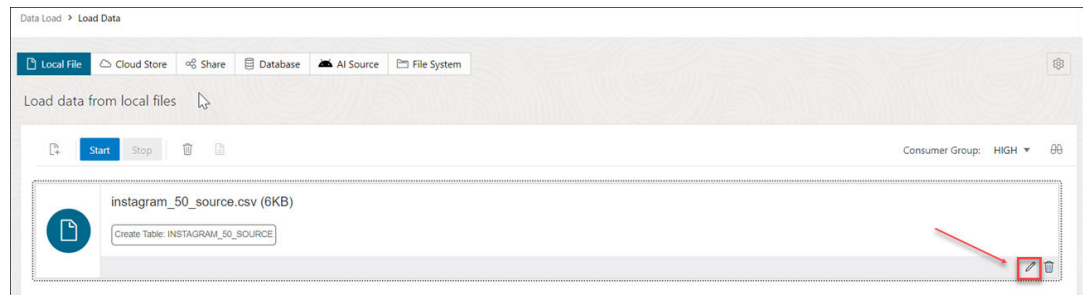 Data Load > Load Data
Local File Cloud Store Share Database AI Source File System
Load data from local files
Start Stop Consumer Group: HIGH
instagram_50_source.csv (6KB)
Create Table: INSTAGRAM_50_SOURCE